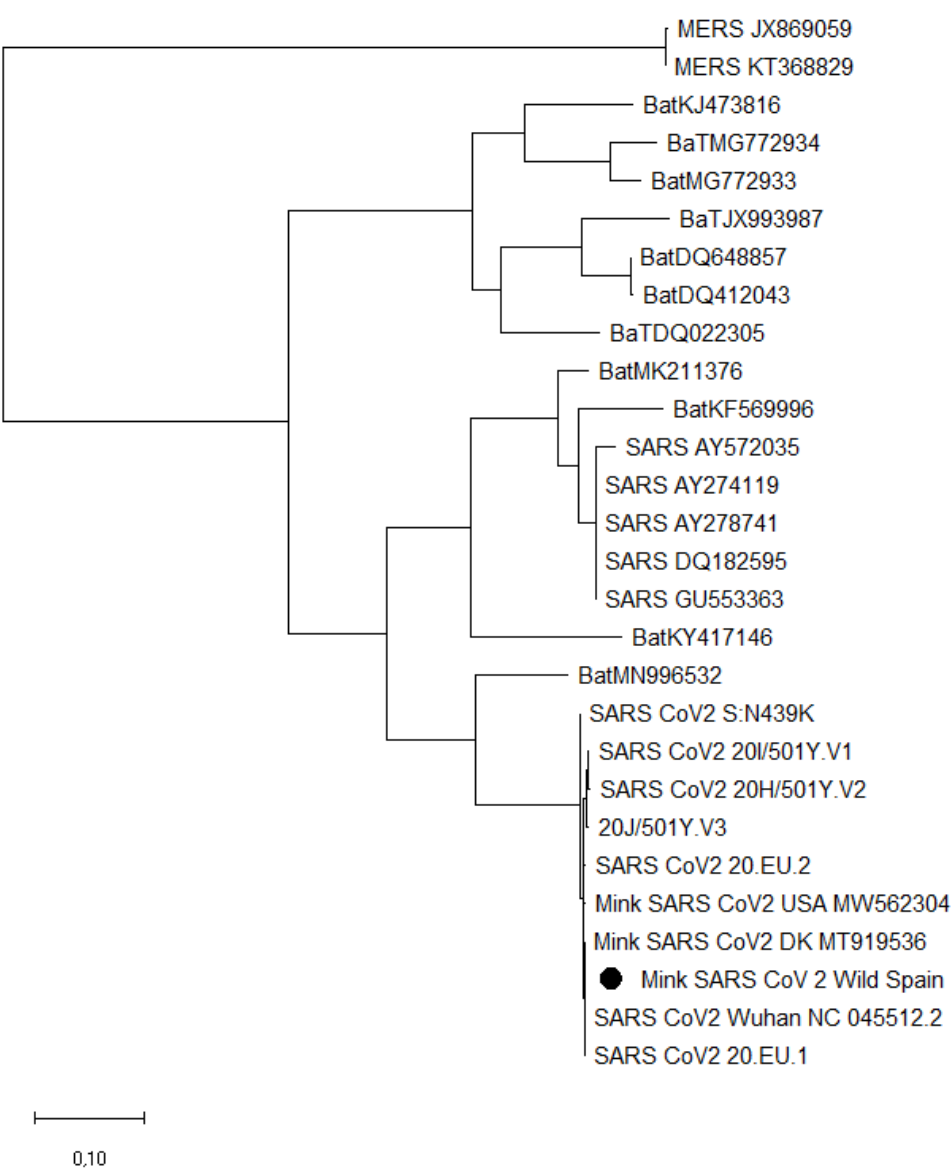 MERS JX869059
MERS KT368829
BatKJ473816
BaTMG772934
BatMG772933
BaTJX993987
BatDQ648857
BatDQ412043
BaTDQ022305
BatMK211376
BatKF569996
SARS AY572035
SARS AY274119
SARS AY278741
SARS DQ182595
SARS GU553363
BatKY417146
BatMN996532
SARS CoV2 S:N439K
SARS CoV2 20I/501Y.V1
SARS CoV2 20H/501Y.V2
20J/501Y.V3
SARS CoV2 20.EU.2
Mink SARS CoV2 USA MW562304
Mink SARS CoV2 DK MT919536
Mink SARS CoV 2 Wild Spain
SARS CoV2 Wuhan NC 045512.2
SARS CoV2 20.EU.1
0,10